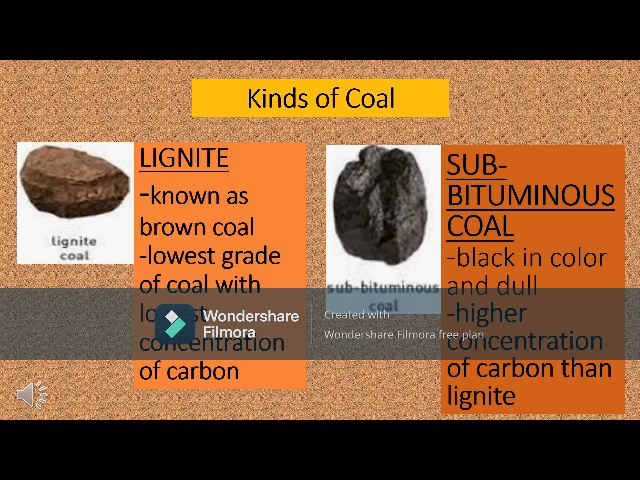 Kinds of Coal
LIGNITE
-known as
brown coal
-lowest grade
of coal with
lowest
concentration
of carbon
lignite
coal
SUB-
BITUMINOUS
COAL
-black in color
and dull
-higher
concentration
of carbon than
lignite
sub-bituminous
coal
Wondershare
Filmora
Created with
Wondershare Filmora free plan